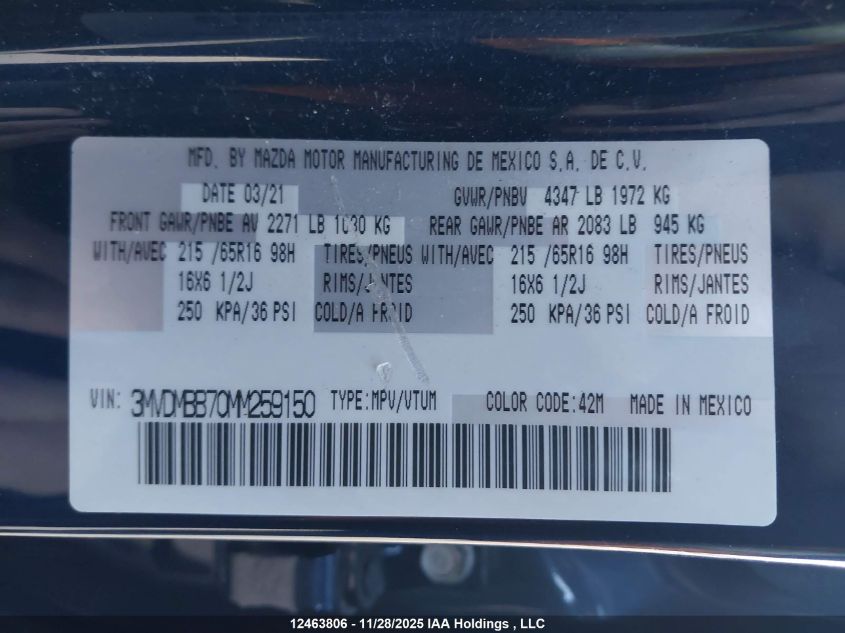 MFD. BY MAZDA MOTOR MANUFACTURING DE MEXICO S.A. DE C.V.
DATE 03/21 GVWR/PNBV 4347 LB 1972 KG
FRONT GAWR/PNBE AV 2271 LB 1030 KG REAR GAWR/PNBE AR 2083 LB 945 KG
WITH/AVEC 215 /65R16 98H TIRES/PNEUS WITH/AVEC 215 /65R16 98H TIRES/PNEUS
16X6 1/2J RIMS/JANTES 16X6 1/2J RIMS/JANTES
250 KPA/36 PSI COLD/A FROID 250 KPA/36 PSI COLD/A FROID
VIN: 3MVDMBB70MM259150 TYPE:MPV/VTUM COLOR CODE:42M MADE IN MEXICO
12463806 - 11/28/2025 IAA Holdings , LLC